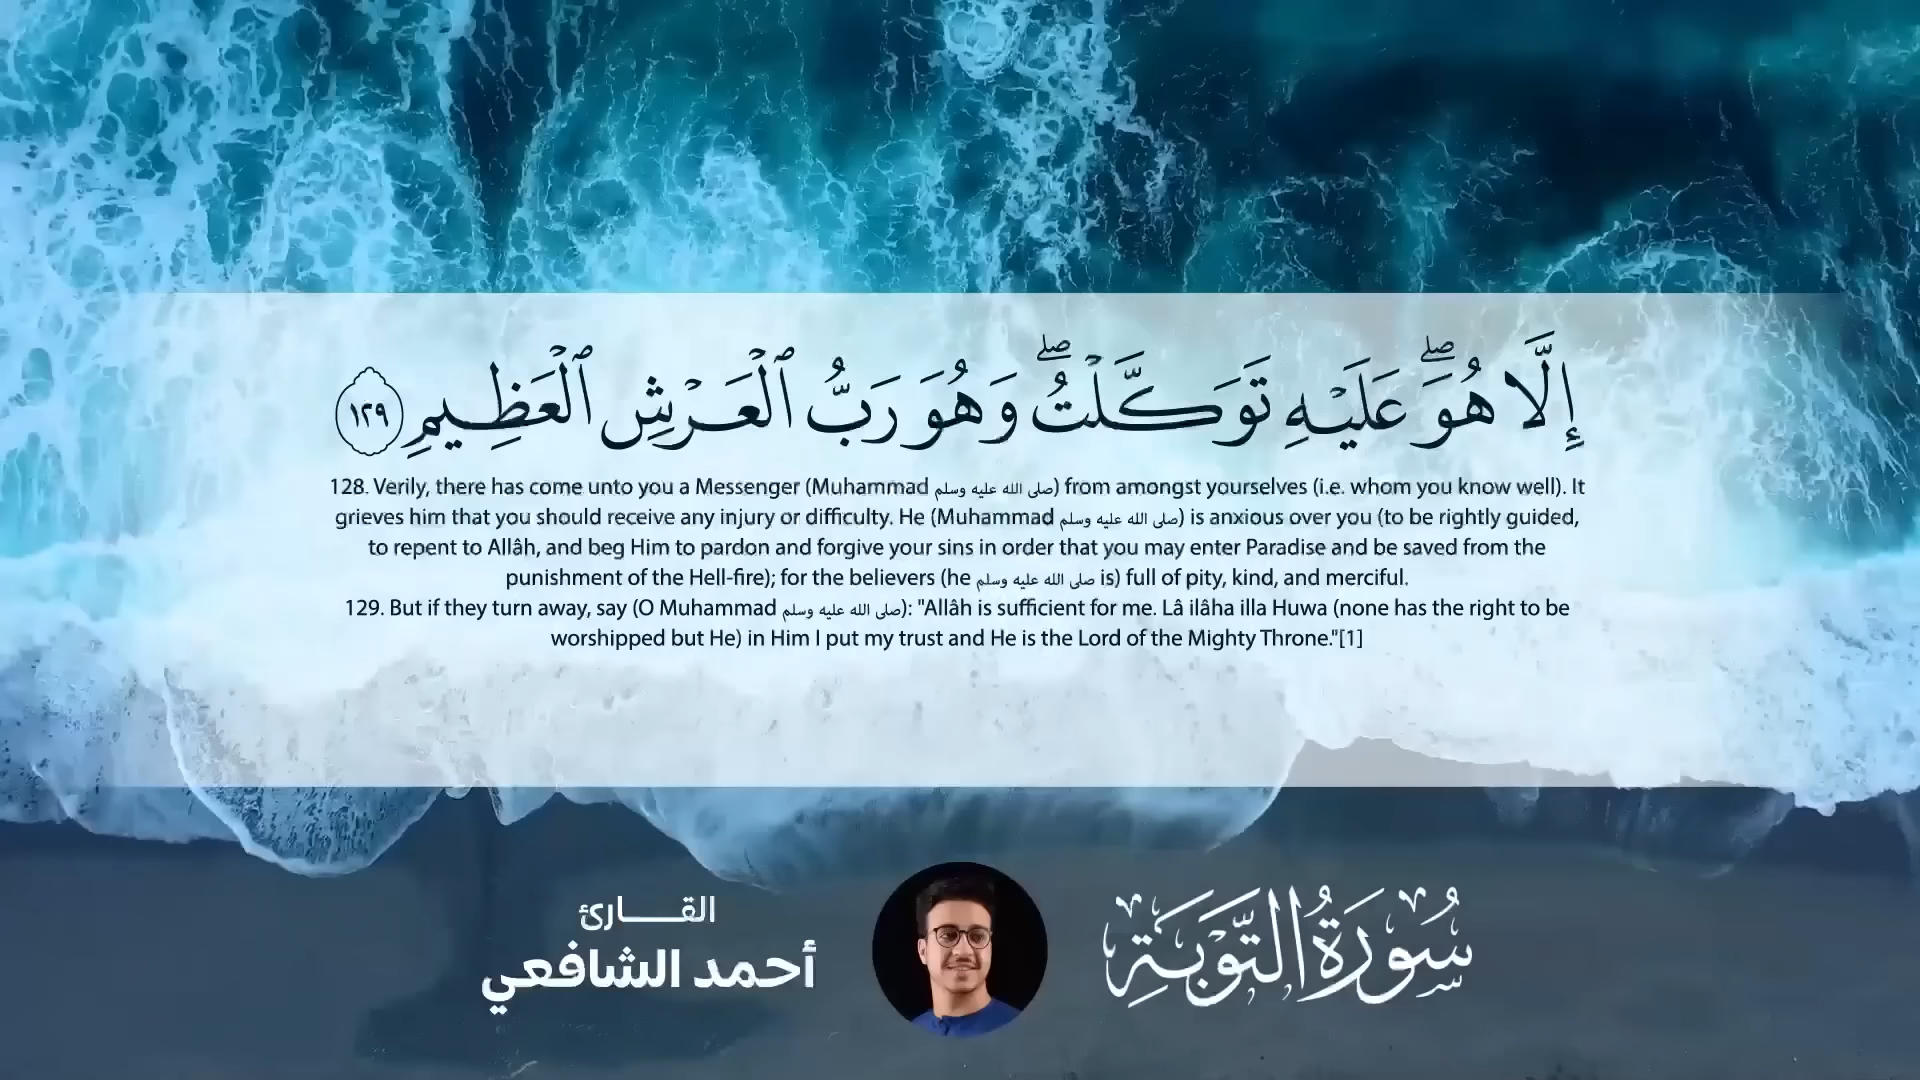 إِلَّا هُوَۖ عَلَيْهِ تَوَكَّلْتُۖ وَهُوَ رَبُّ ٱلْعَرْشِ ٱلْعَظِيمِ ١٢٩
128. Verily, there has come unto you a Messenger (Muhammad صلى الله عليه وسلم) from amongst yourselves (i.e. whom you know well). It
grieves him that you should receive any injury or difficulty. He (Muhammad صلى الله عليه وسلم) is anxious over you (to be rightly guided,
to repent to Allâh, and beg Him to pardon and forgive your sins in order that you may enter Paradise and be saved from the
punishment of the Hell-fire); for the believers (he صلى الله عليه وسلم is) full of pity, kind, and merciful.
129. But if they turn away, say (O Muhammad صلى الله عليه وسلم): "Allâh is sufficient for me. Lâ ilâha illa Huwa (none has the right to be
worshipped but He) in Him I put my trust and He is the Lord of the Mighty Throne."[1]
سُورَةُ التَّوْبَةِ
القـــارئ
أحمد الشافعي